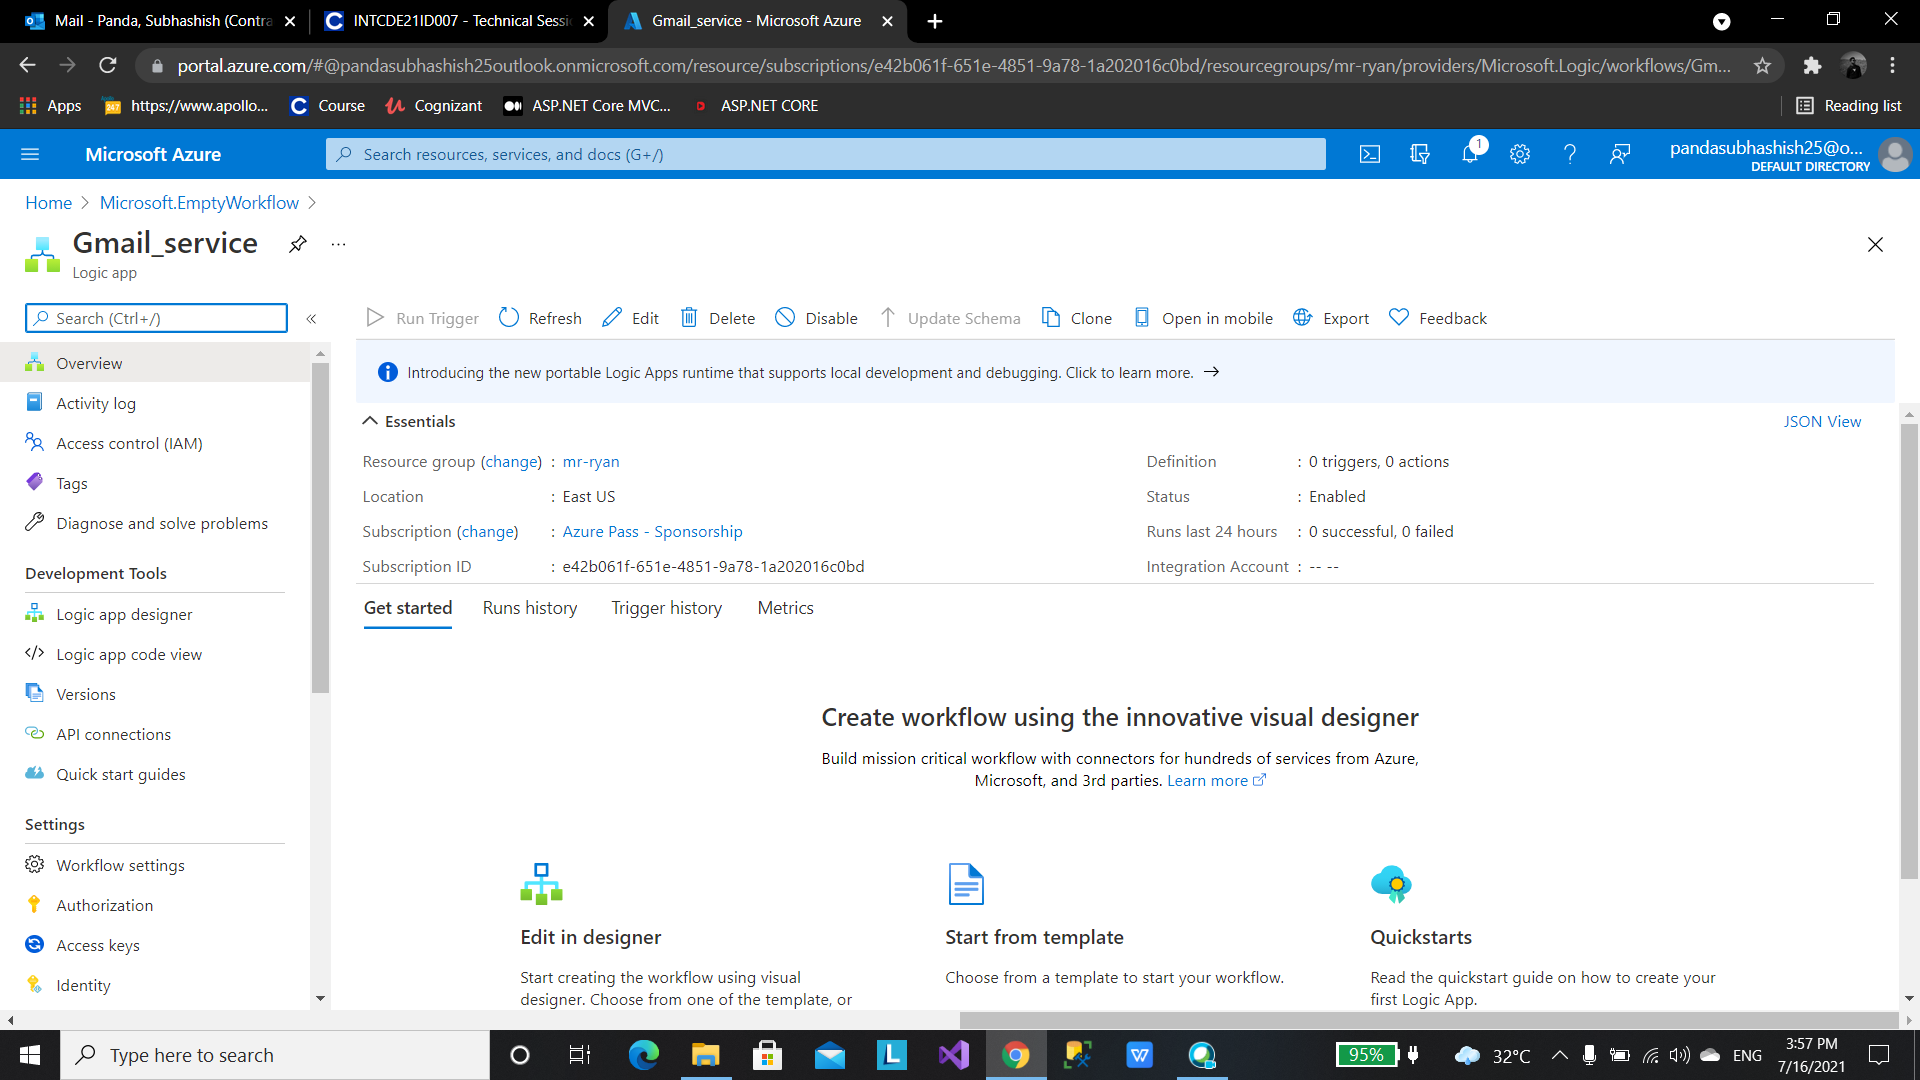 Mail - Panda, Subhashish (Contra
INTCDE21ID007 - Technical Sessi
Gmail_service - Microsoft Azure
portal.azure.com/#@pandasubhashish25outlook.onmicrosoft.com/resource/subscriptions/e42b061f-651e-4851-9a78-1a202016c0bd/resourcegroups/mr-ryan/providers/Microsoft.Logic/workflows/Gm...
Apps
https://www.apollo...
Course
Cognizant
ASP.NET Core MVC...
ASP.NET CORE
Reading list
Microsoft Azure
Search resources, services, and docs (G+/)
1
pandasubhashish25@o...
DEFAULT DIRECTORY
Home > Microsoft.EmptyWorkflow >
Gmail_service
Logic app
Search (Ctrl+/)
Run Trigger
Refresh
Edit
Delete
Disable
Update Schema
Clone
Open in mobile
Export
Feedback
Introducing the new portable Logic Apps runtime that supports local development and debugging. Click to learn more.
Overview
Activity log
Access control (IAM)
Tags
Diagnose and solve problems
Development Tools
Logic app designer
Logic app code view
Versions
API connections
Quick start guides
Settings
Workflow settings
Authorization
Access keys
Identity
Essentials
JSON View
Resource group (change) : mr-ryan
Location : East US
Subscription (change) : Azure Pass - Sponsorship
Subscription ID : e42b061f-651e-4851-9a78-1a202016c0bd
Definition : 0 triggers, 0 actions
Status : Enabled
Runs last 24 hours : 0 successful, 0 failed
Integration Account : -- --
Get started
Runs history
Trigger history
Metrics
Create workflow using the innovative visual designer
Build mission critical workflow with connectors for hundreds of services from Azure,
Microsoft, and 3rd parties. Learn more
Edit in designer
Start creating the workflow using visual
designer. Choose from one of the template, or
Start from template
Choose from a template to start your workflow.
Quickstarts
Read the quickstart guide on how to create your
first Logic App.
Type here to search
95%
32°C
ENG
3:57 PM
7/16/2021